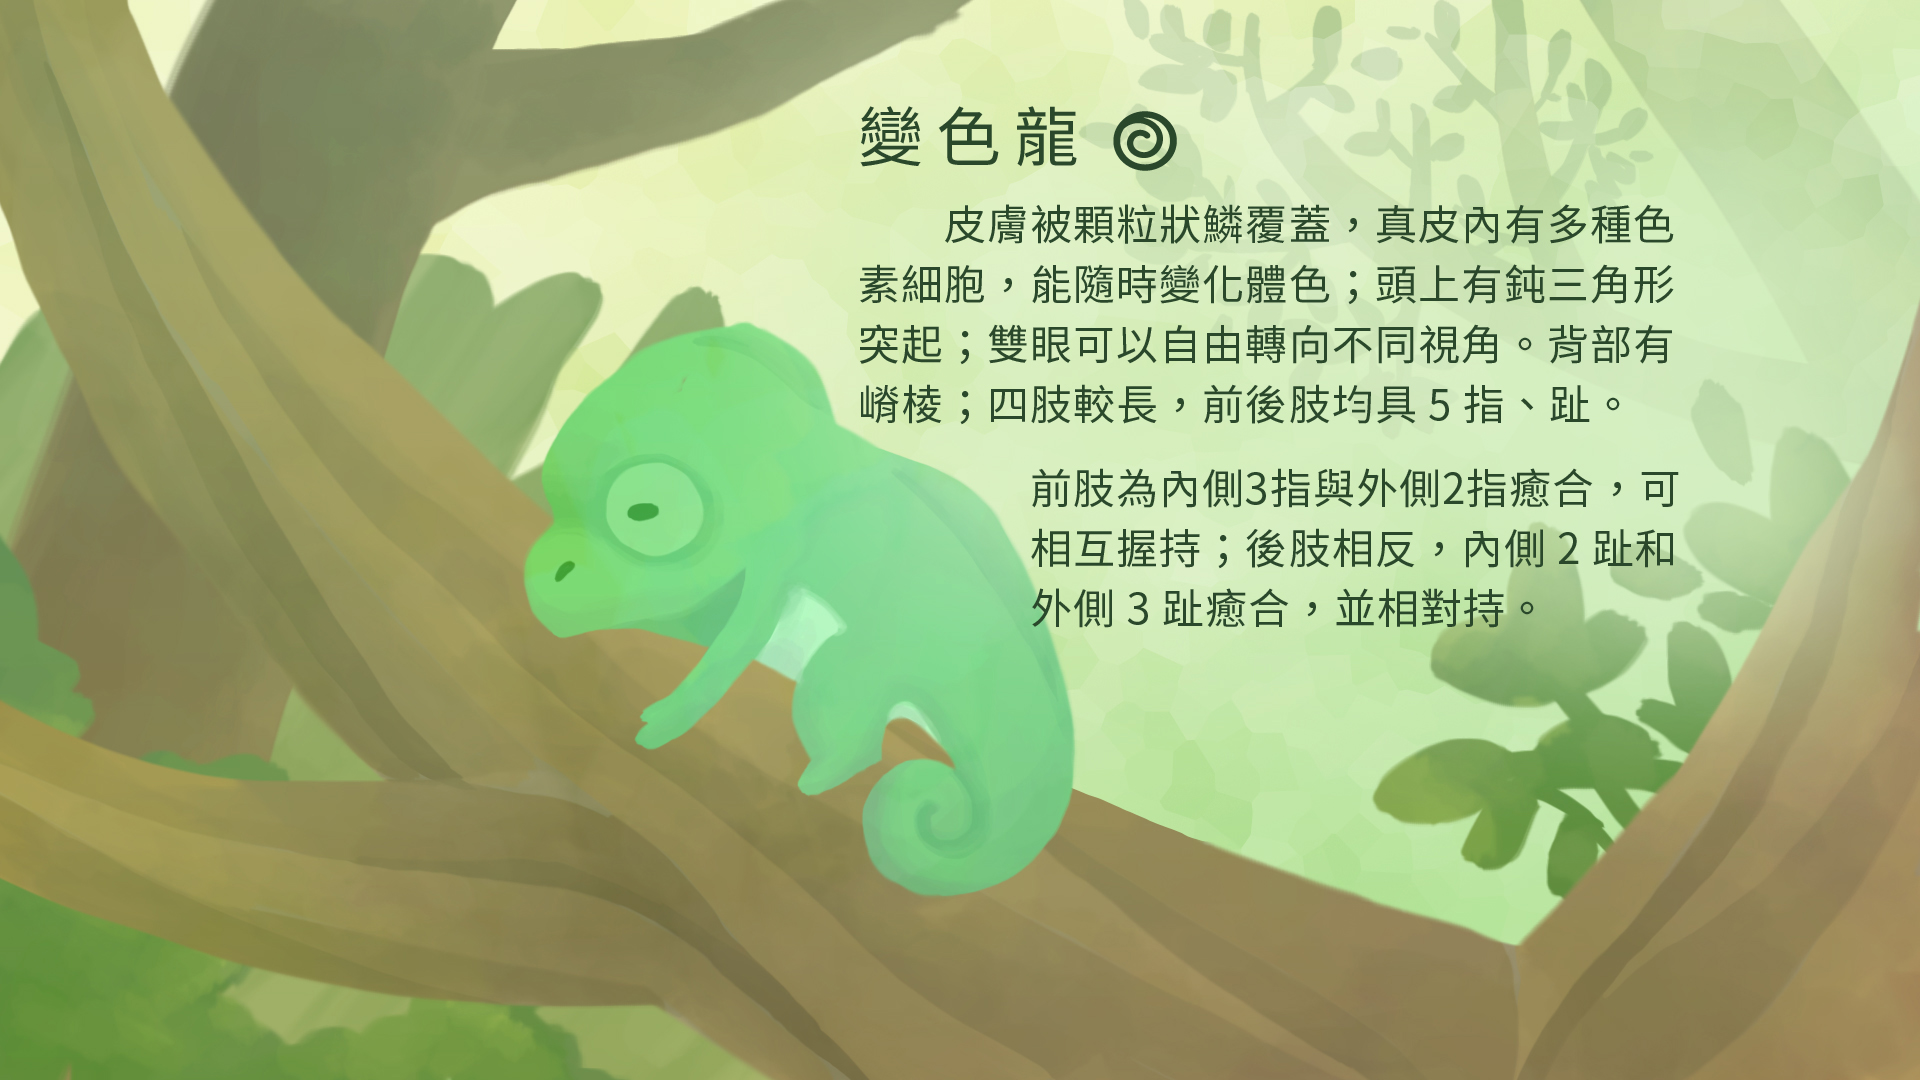 變色龍
皮膚被顆粒狀鱗覆蓋，真皮內有多種色
素細胞，能隨時變化體色；頭上有鈍三角形
突起；雙眼可以自由轉向不同視角。背部有
嵴棱；四肢較長，前後肢均具 5 指、趾。
前肢為內側3指與外側2指癒合，可
相互握持；後肢相反，內側 2 趾和
外側 3 趾癒合，並相對持。